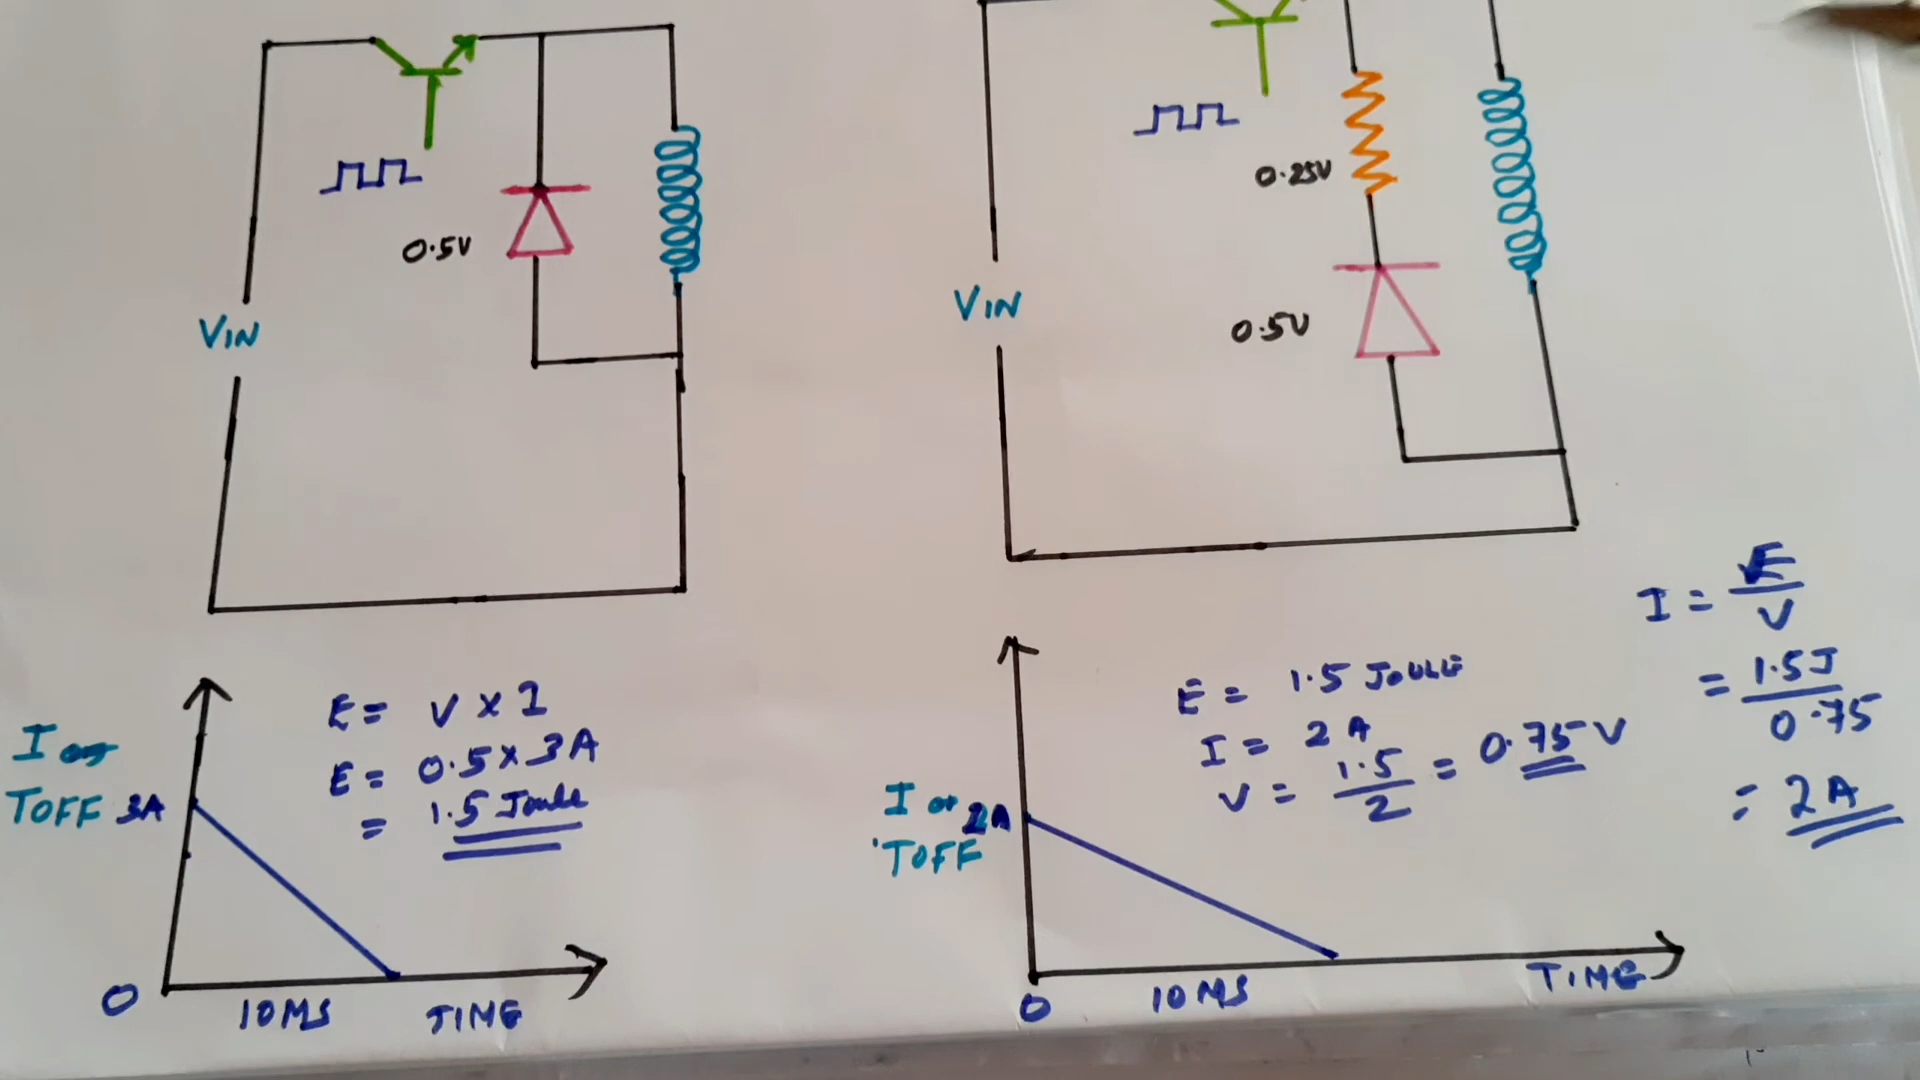 0.5V
VIN
0.25V
0.5V
VIN
I or
TOFF 3A
E = V x I
E = 0.5 x 3A
= 1.5 Joule
0
10MS
TIME
I or 2A
TOFF
E = 1.5 JOULE
I = 2A
V = 1.5/2 = 0.75V
0
10MS
TIME
I = E/V
= 1.5J/0.75
= 2A